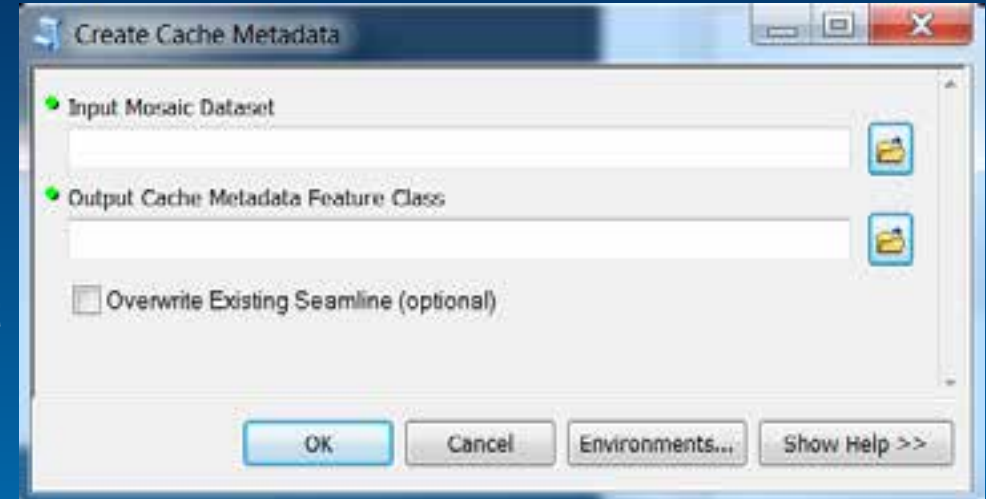 Create Cache Metadata
Input Mosaic Dataset
Output Cache Metadata Feature Class
Overwrite Existing Seamline (optional)
OK Cancel Environments... Show Help >>